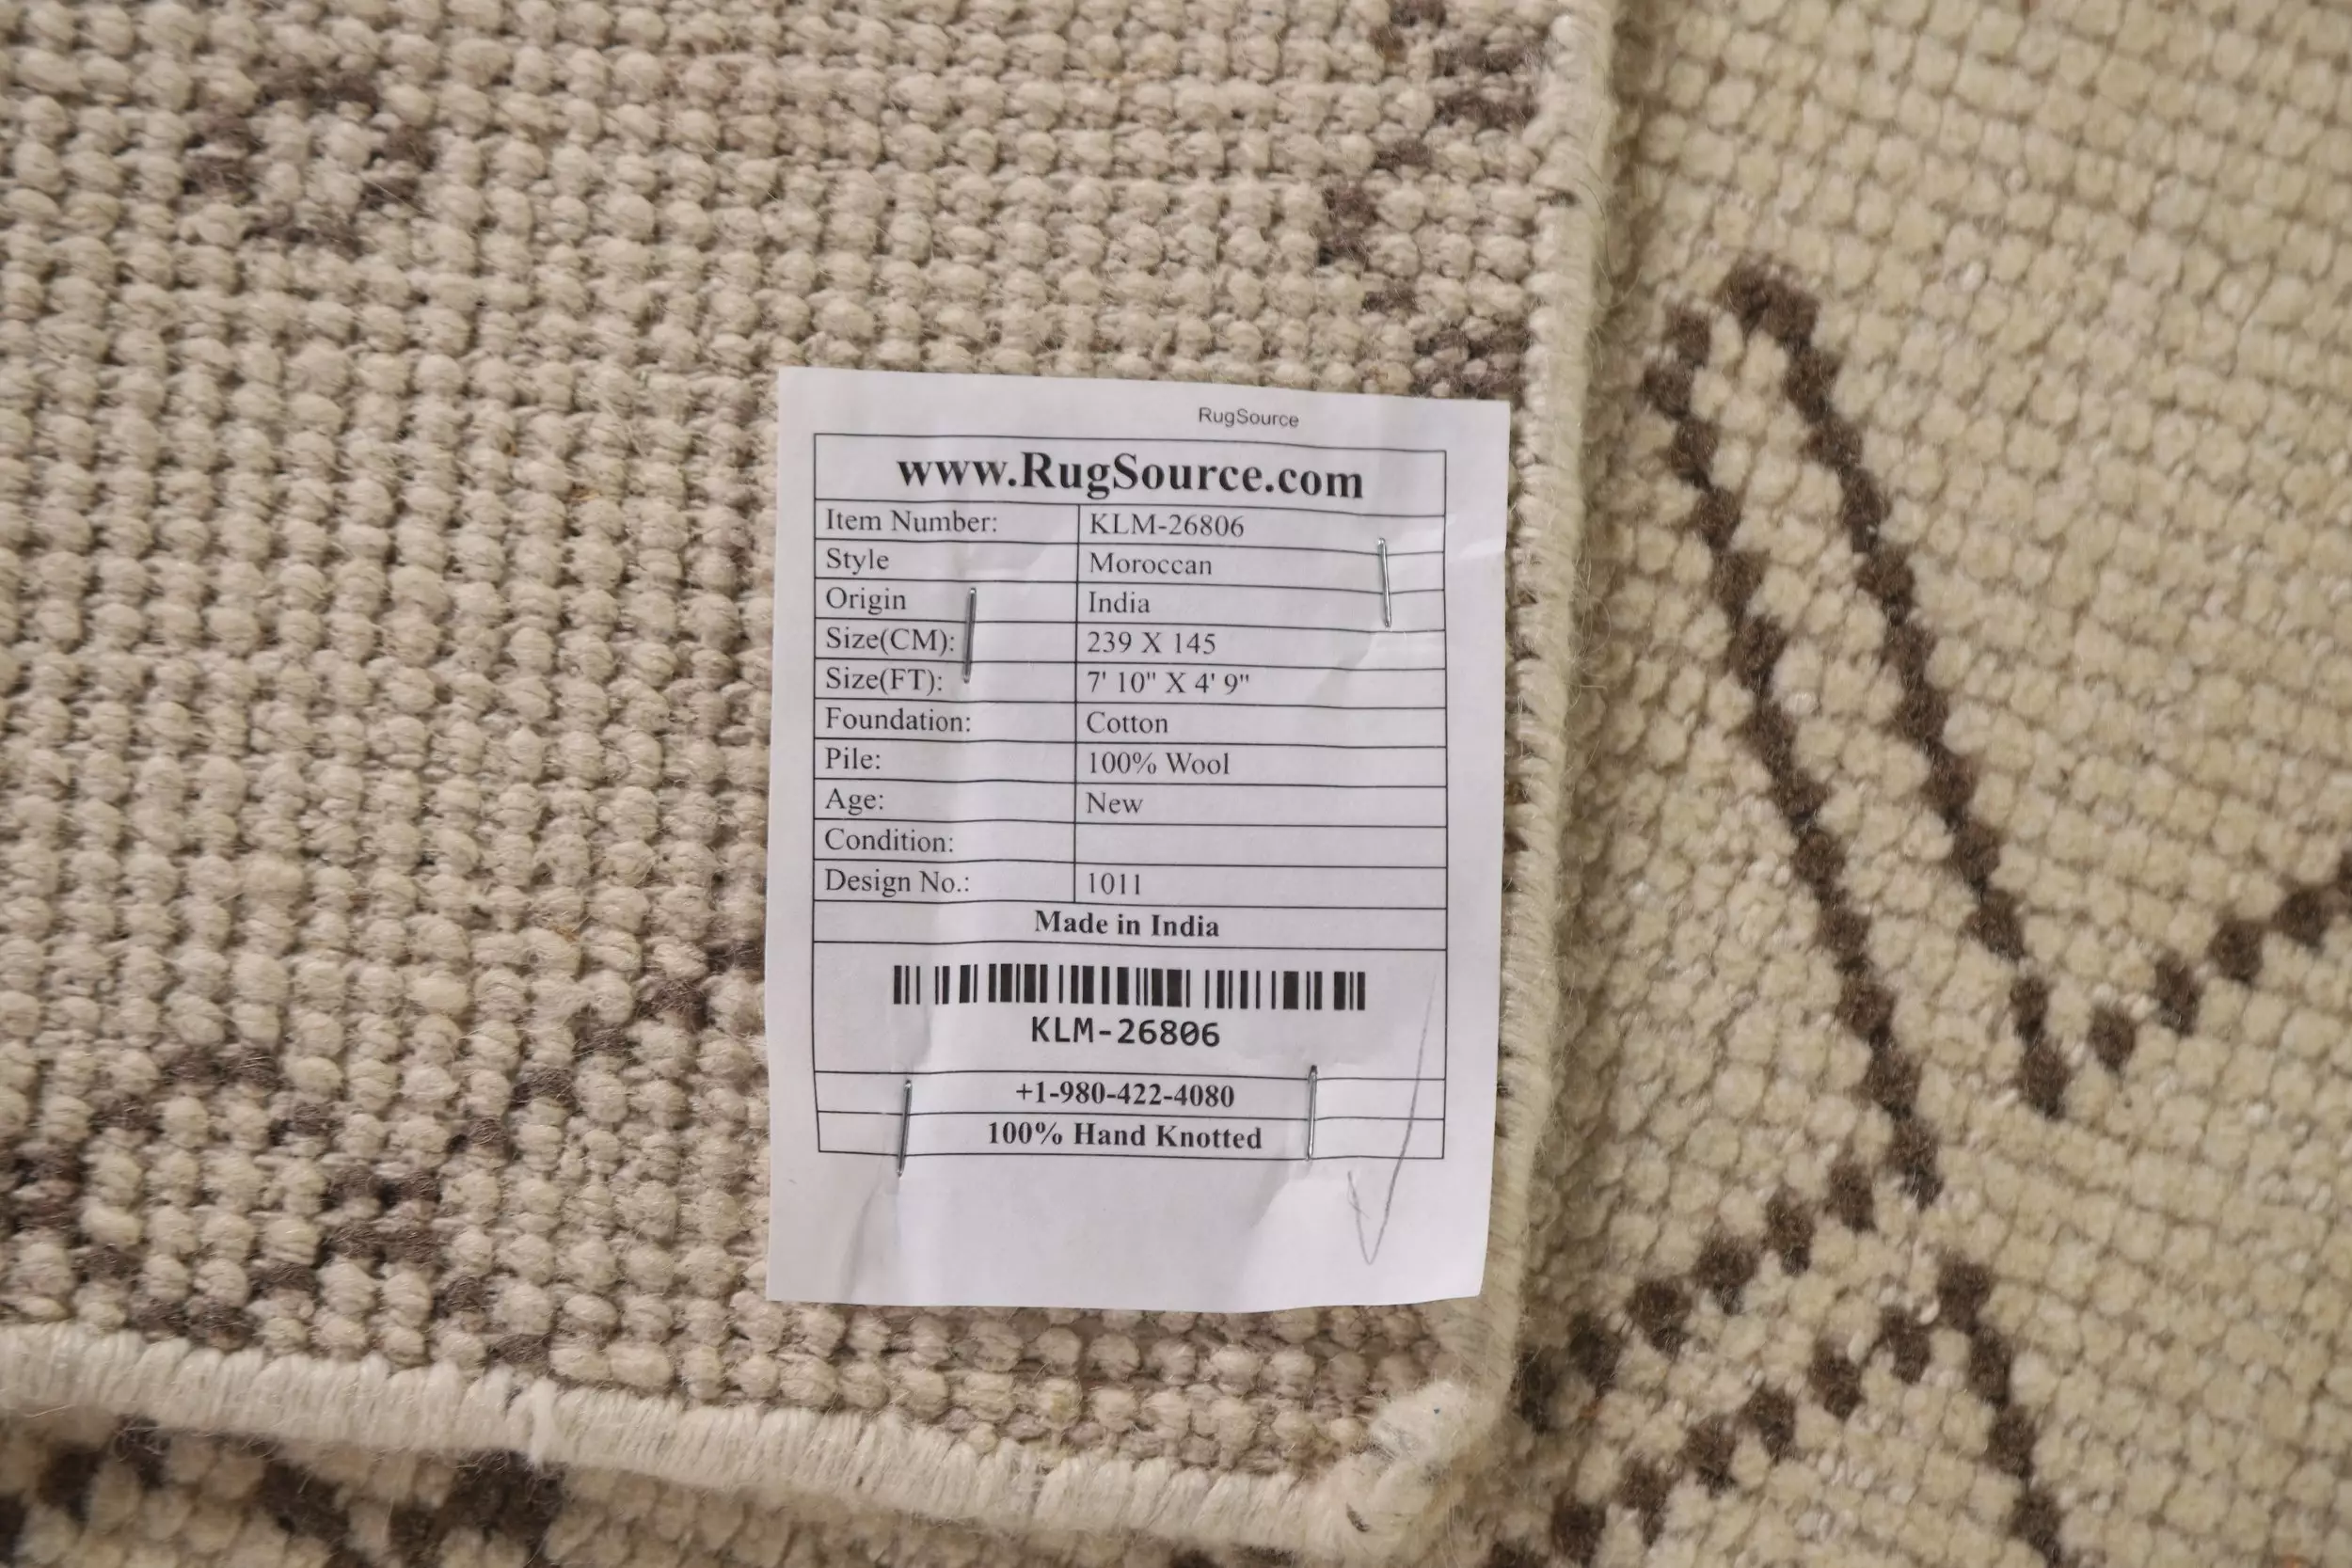 RugSource
www.RugSource.com
Item Number: KLM-26806
Style Moroccan
Origin India
Size(CM): 239 X 145
Size(FT): 7' 10" X 4' 9"
Foundation: Cotton
Pile: 100% Wool
Age: New
Condition:
Design No.: 1011
Made in India
KLM-26806
+1-980-422-4080
100% Hand Knotted